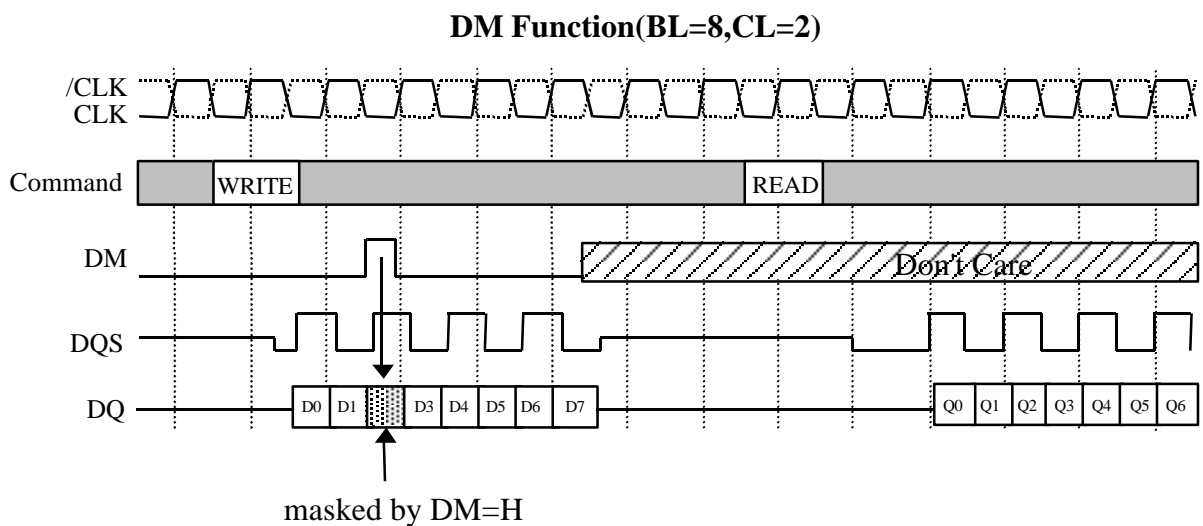 DM Function(BL=8,CL=2)
/CLK
CLK
Command
WRITE
READ
DM
Don't Care
DQS
DQ
D0 D1 D3 D4 D5 D6 D7
Q0 Q1 Q2 Q3 Q4 Q5 Q6
masked by DM=H